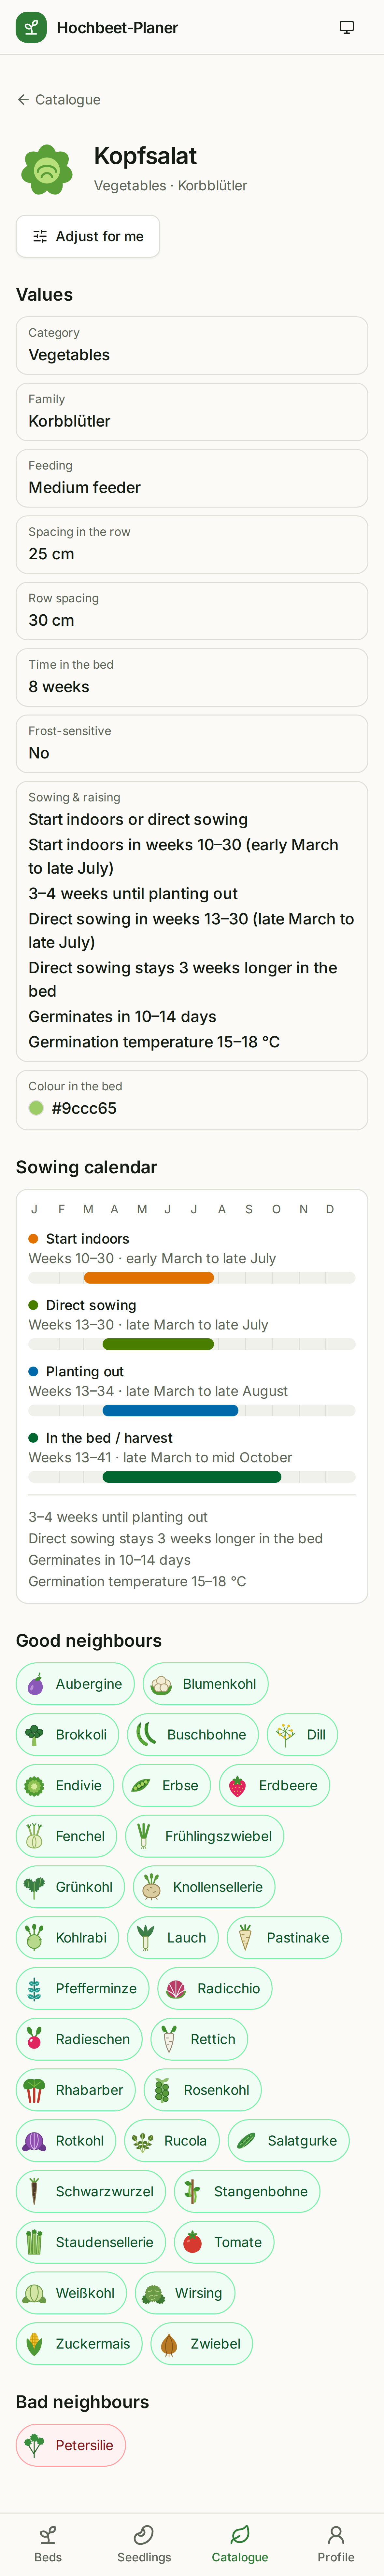 Hochbeet-Planer
Catalogue
Kopfsalat
Vegetables · Korbblütler
Adjust for me
Values
Category
Vegetables
Family
Korbblütler
Feeding
Medium feeder
Spacing in the row
25 cm
Row spacing
30 cm
Time in the bed
8 weeks
Frost-sensitive
No
Sowing & raising
Start indoors or direct sowing
Start indoors in weeks 10–30 (early March
to late July)
3–4 weeks until planting out
Direct sowing in weeks 13–30 (late March to
late July)
Direct sowing stays 3 weeks longer in the
bed
Germinates in 10–14 days
Germination temperature 15–18 °C
Colour in the bed
#9ccc65
Sowing calendar
J F M A M J J A S O N D
Start indoors
Weeks 10–30 · early March to late July
Direct sowing
Weeks 13–30 · late March to late July
Planting out
Weeks 13–34 · late March to late August
In the bed / harvest
Weeks 13–41 · late March to mid October
3–4 weeks until planting out
Direct sowing stays 3 weeks longer in the bed
Germinates in 10–14 days
Germination temperature 15–18 °C
Good neighbours
Aubergine Blumenkohl
Brokkoli Buschbohne Dill
Endivie Erbse Erdbeere
Fenchel Frühlingszwiebel
Grünkohl Knollensellerie
Kohlrabi Lauch Pastinake
Pfefferminze Radicchio
Radieschen Rettich
Rhabarber Rosenkohl
Rotkohl Rucola Salatgurke
Schwarzwurzel Stangenbohne
Staudensellerie Tomate
Weißkohl Wirsing
Zuckermais Zwiebel
Bad neighbours
Petersilie
Beds Seedlings Catalogue Profile